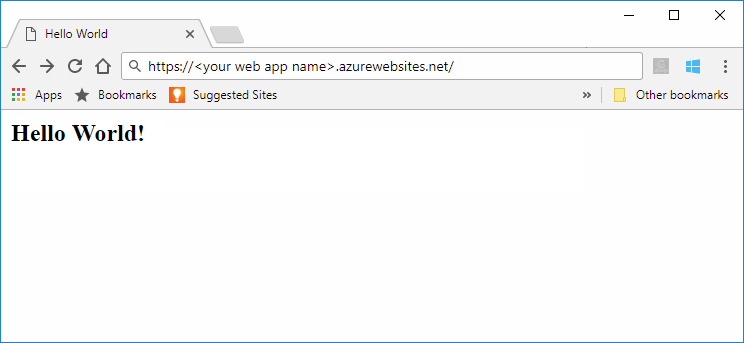 Hello World
https://<your web app name>.azurewebsites.net/
Apps Bookmarks Suggested Sites » Other bookmarks
Hello World!